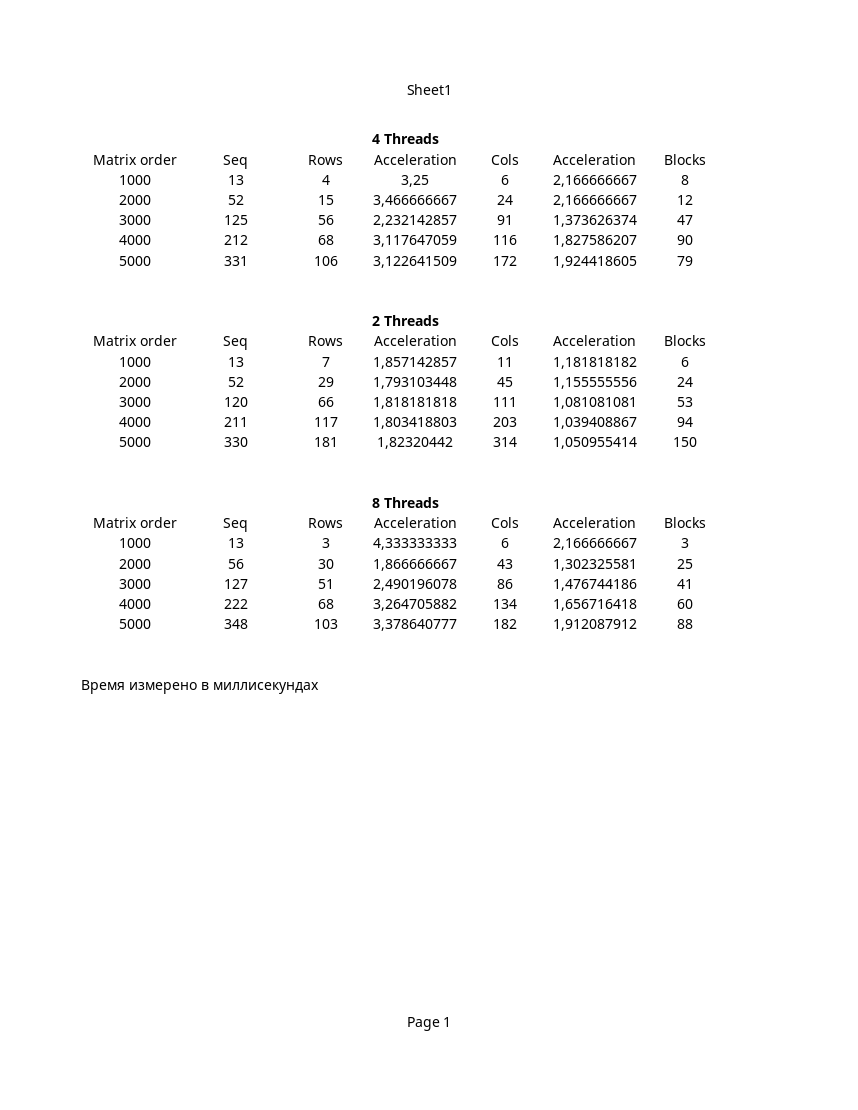 Sheet1
4 Threads
Matrix order Seq Rows Acceleration Cols Acceleration Blocks
1000 13 4 3,25 6 2,166666667 8
2000 52 15 3,466666667 24 2,166666667 12
3000 125 56 2,232142857 91 1,373626374 47
4000 212 68 3,117647059 116 1,827586207 90
5000 331 106 3,122641509 172 1,924418605 79
2 Threads
Matrix order Seq Rows Acceleration Cols Acceleration Blocks
1000 13 7 1,857142857 11 1,181818182 6
2000 52 29 1,793103448 45 1,155555556 24
3000 120 66 1,818181818 111 1,081081081 53
4000 211 117 1,803418803 203 1,039408867 94
5000 330 181 1,82320442 314 1,050955414 150
8 Threads
Matrix order Seq Rows Acceleration Cols Acceleration Blocks
1000 13 3 4,333333333 6 2,166666667 3
2000 56 30 1,866666667 43 1,302325581 25
3000 127 51 2,490196078 86 1,476744186 41
4000 222 68 3,264705882 134 1,656716418 60
5000 348 103 3,378640777 182 1,912087912 88
Время измерено в миллисекундах
Page 1